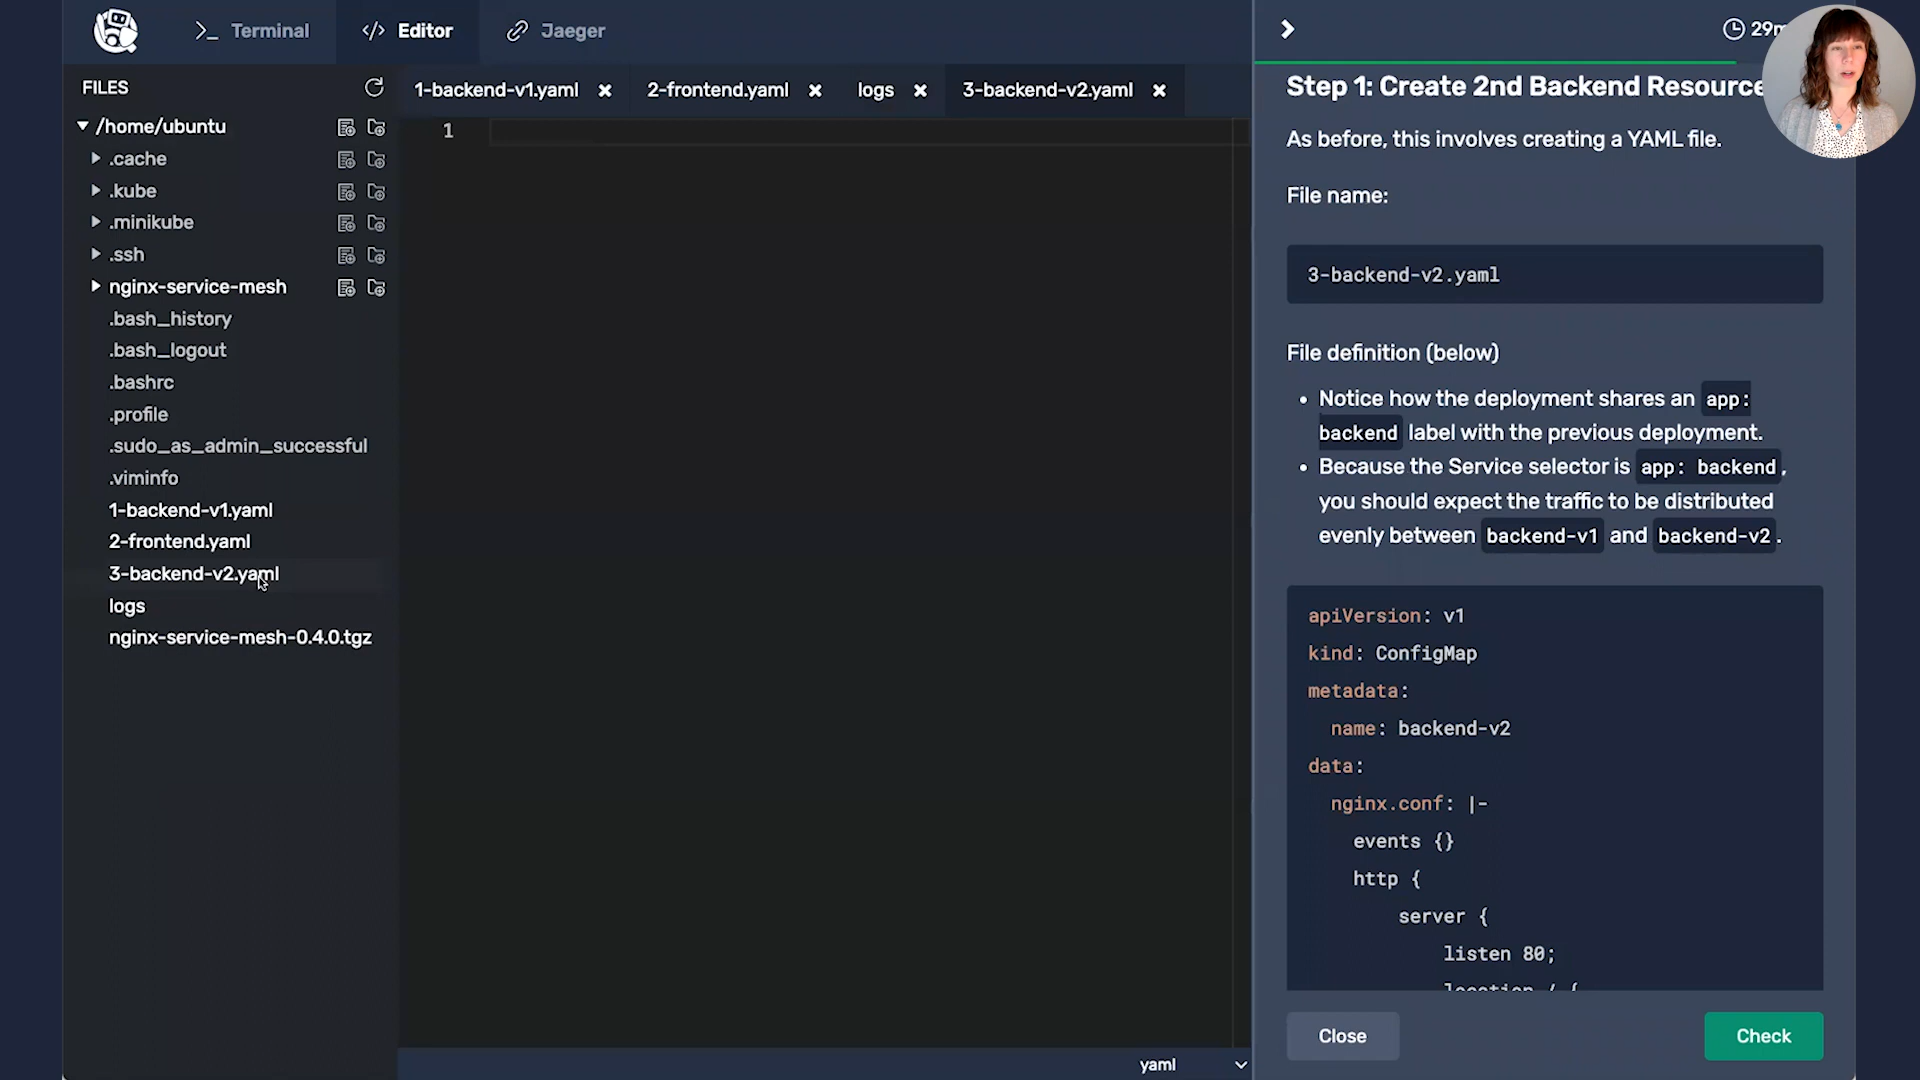 Terminal
Editor
Jaeger
29m
FILES
1-backend-v1.yaml
2-frontend.yaml
logs
3-backend-v2.yaml
/home/ubuntu
.cache
.kube
.minikube
.ssh
nginx-service-mesh
.bash_history
.bash_logout
.bashrc
.profile
.sudo_as_admin_successful
.viminfo
1-backend-v1.yaml
2-frontend.yaml
3-backend-v2.yaml
logs
nginx-service-mesh-0.4.0.tgz
1
yaml
Step 1: Create 2nd Backend Resource
As before, this involves creating a YAML file.
File name:
3-backend-v2.yaml
File definition (below)
• Notice how the deployment shares an app:
backend label with the previous deployment.
• Because the Service selector is app: backend,
you should expect the traffic to be distributed
evenly between backend-v1 and backend-v2.
apiVersion: v1
kind: ConfigMap
metadata:
name: backend-v2
data:
nginx.conf: |-
events {}
http {
server {
listen 80;
location / {
Close
Check